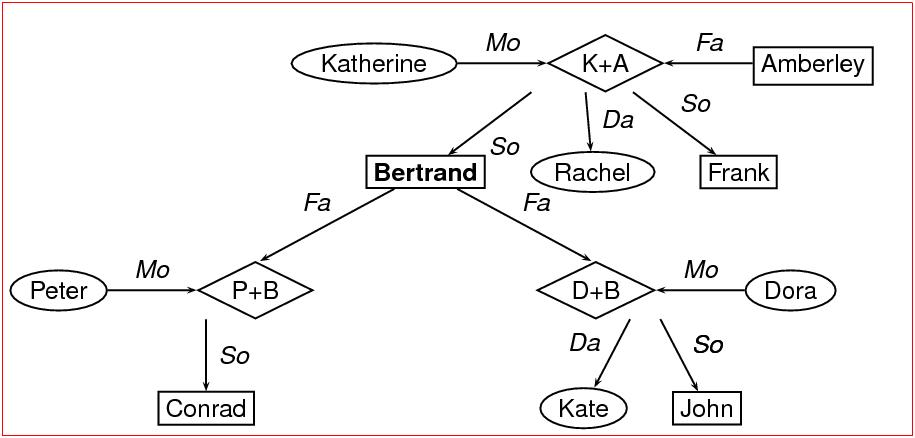 Mo
Fa
Katherine
K+A
Amberley
Da
So
So
Bertrand
Rachel
Frank
Fa
Fa
Mo
Mo
Peter
P+B
D+B
Dora
So
Da
So
Conrad
Kate
John